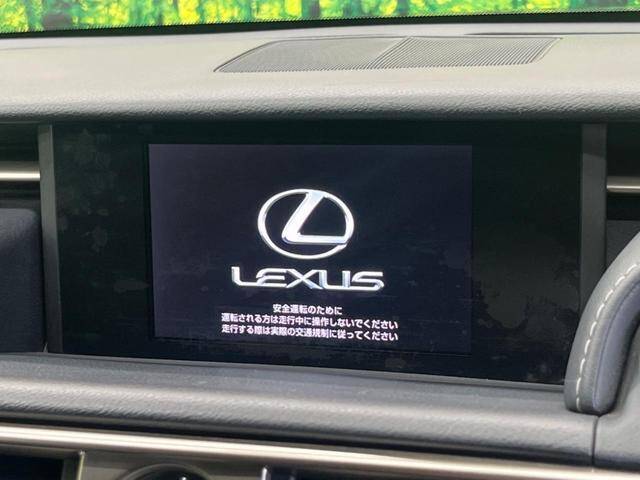 LEXUS
安全運転のために
運転される方は走行中に操作しないでください
走行する際は実際の交通規制に従ってください